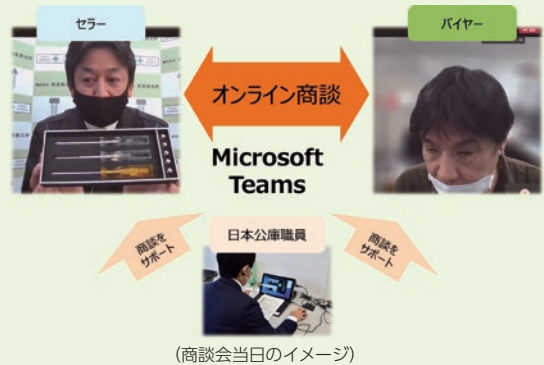 セラー
バイヤー
オンライン商談
Microsoft
Teams
日本公庫職員
商談を
サポート
商談を
サポート
(商談会当日のイメージ)